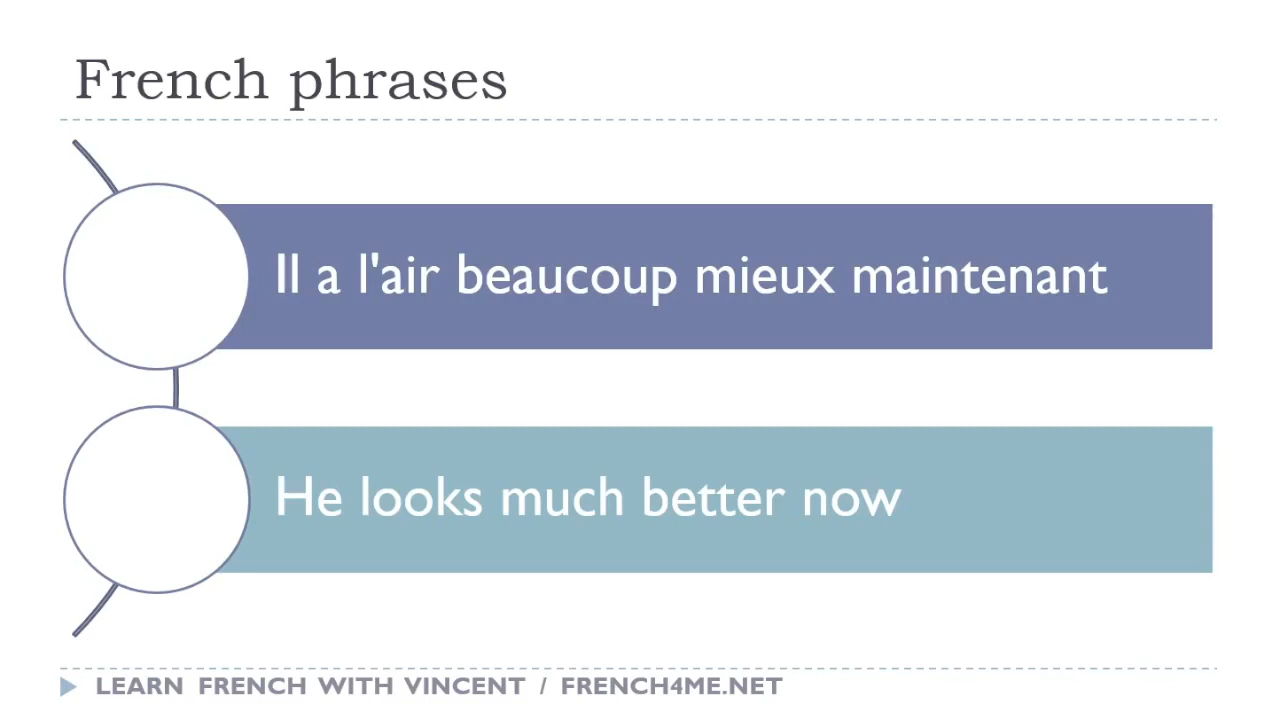 French phrases
Il a l'air beaucoup mieux maintenant
He looks much better now
LEARN FRENCH WITH VINCENT / FRENCH4ME.NET